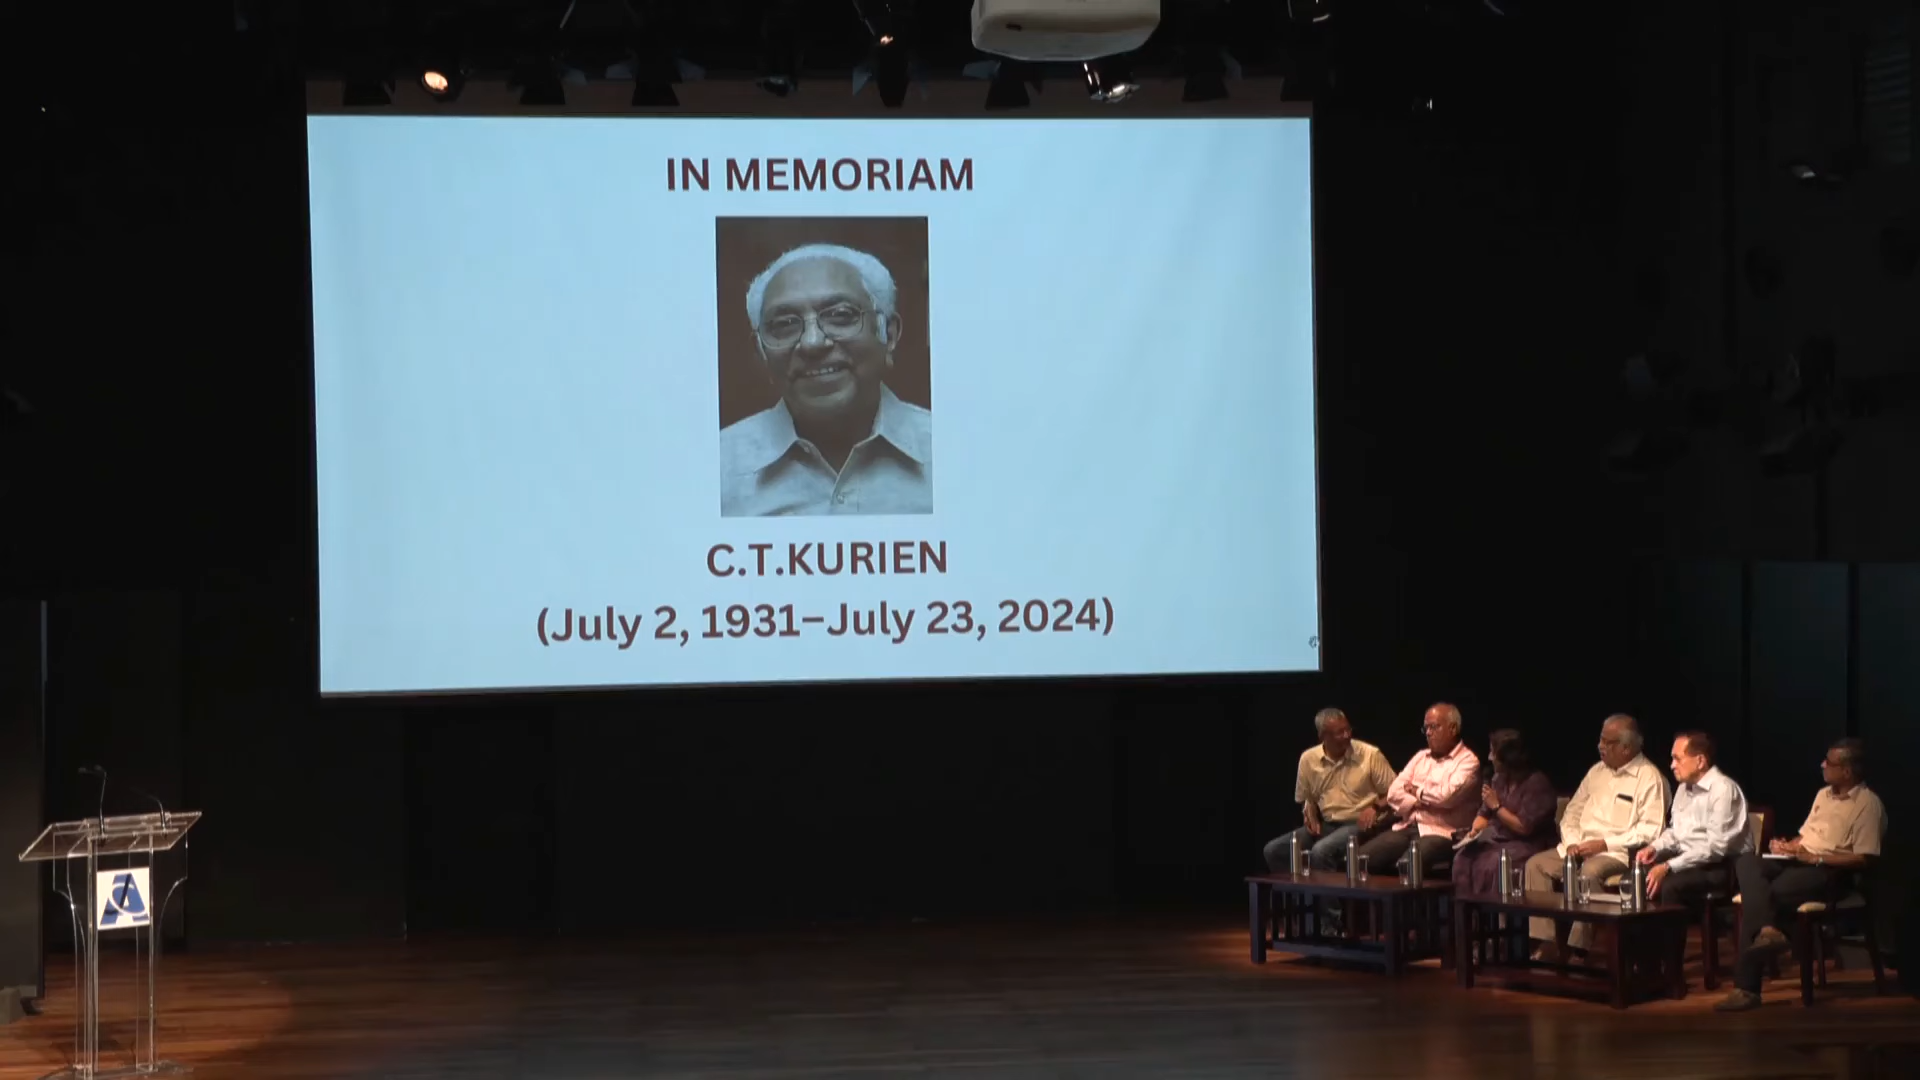 IN MEMORIAM
C.T.KURIEN
(July 2, 1931–July 23, 2024)